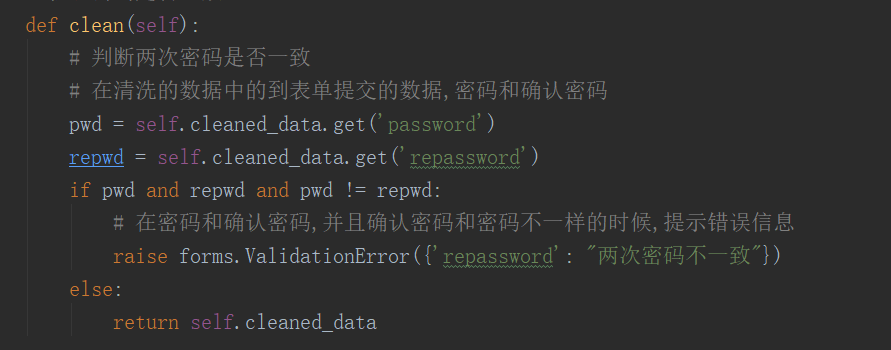 def clean(self):
# 判断两次密码是否一致
# 在清洗的数据中的到表单提交的数据,密码和确认密码
pwd = self.cleaned_data.get('password')
repwd = self.cleaned_data.get('repassword')
if pwd and repwd and pwd != repwd:
# 在密码和确认密码,并且确认密码和密码不一样的时候,提示错误信息
raise forms.ValidationError({'repassword': "两次密码不一致"})
else:
return self.cleaned_data